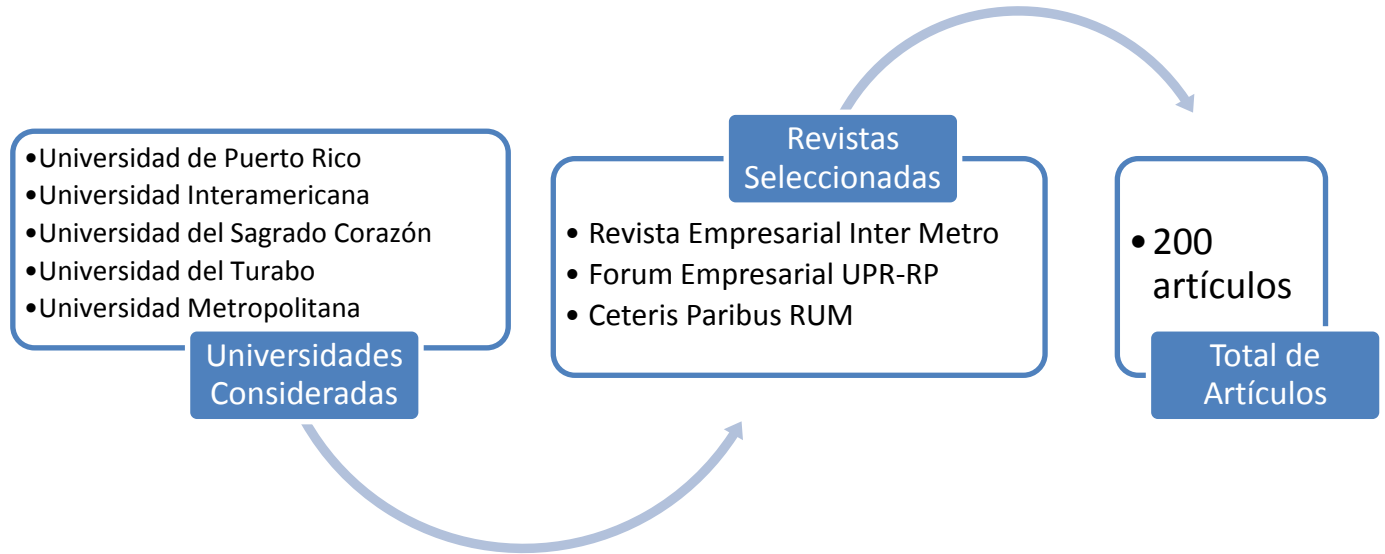 •Universidad de Puerto Rico
•Universidad Interamericana
•Universidad del Sagrado Corazón
•Universidad del Turabo
•Universidad Metropolitana
Universidades
Consideradas
Revistas
Seleccionadas
• Revista Empresarial Inter Metro
• Forum Empresarial UPR-RP
• Ceteris Paribus RUM
• 200
artículos
Total de
Artículos